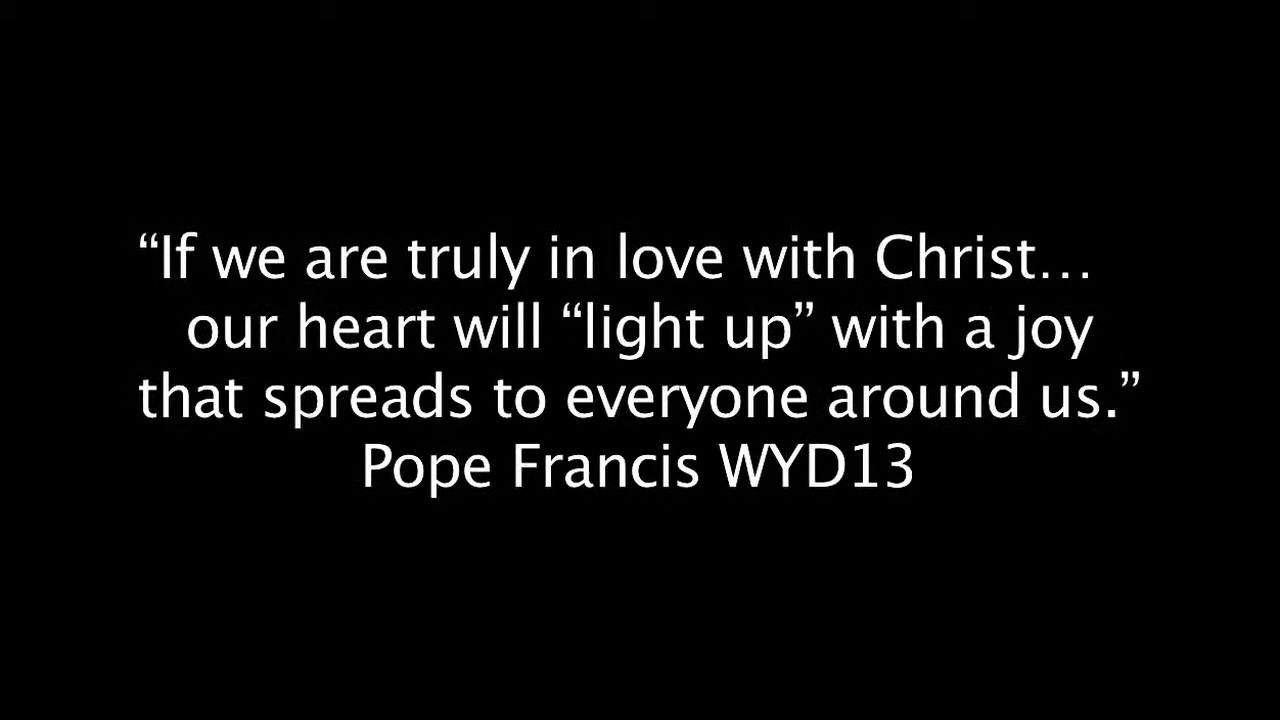 “If we are truly in love with Christ…
our heart will “light up” with a joy
that spreads to everyone around us.”
Pope Francis WYD13